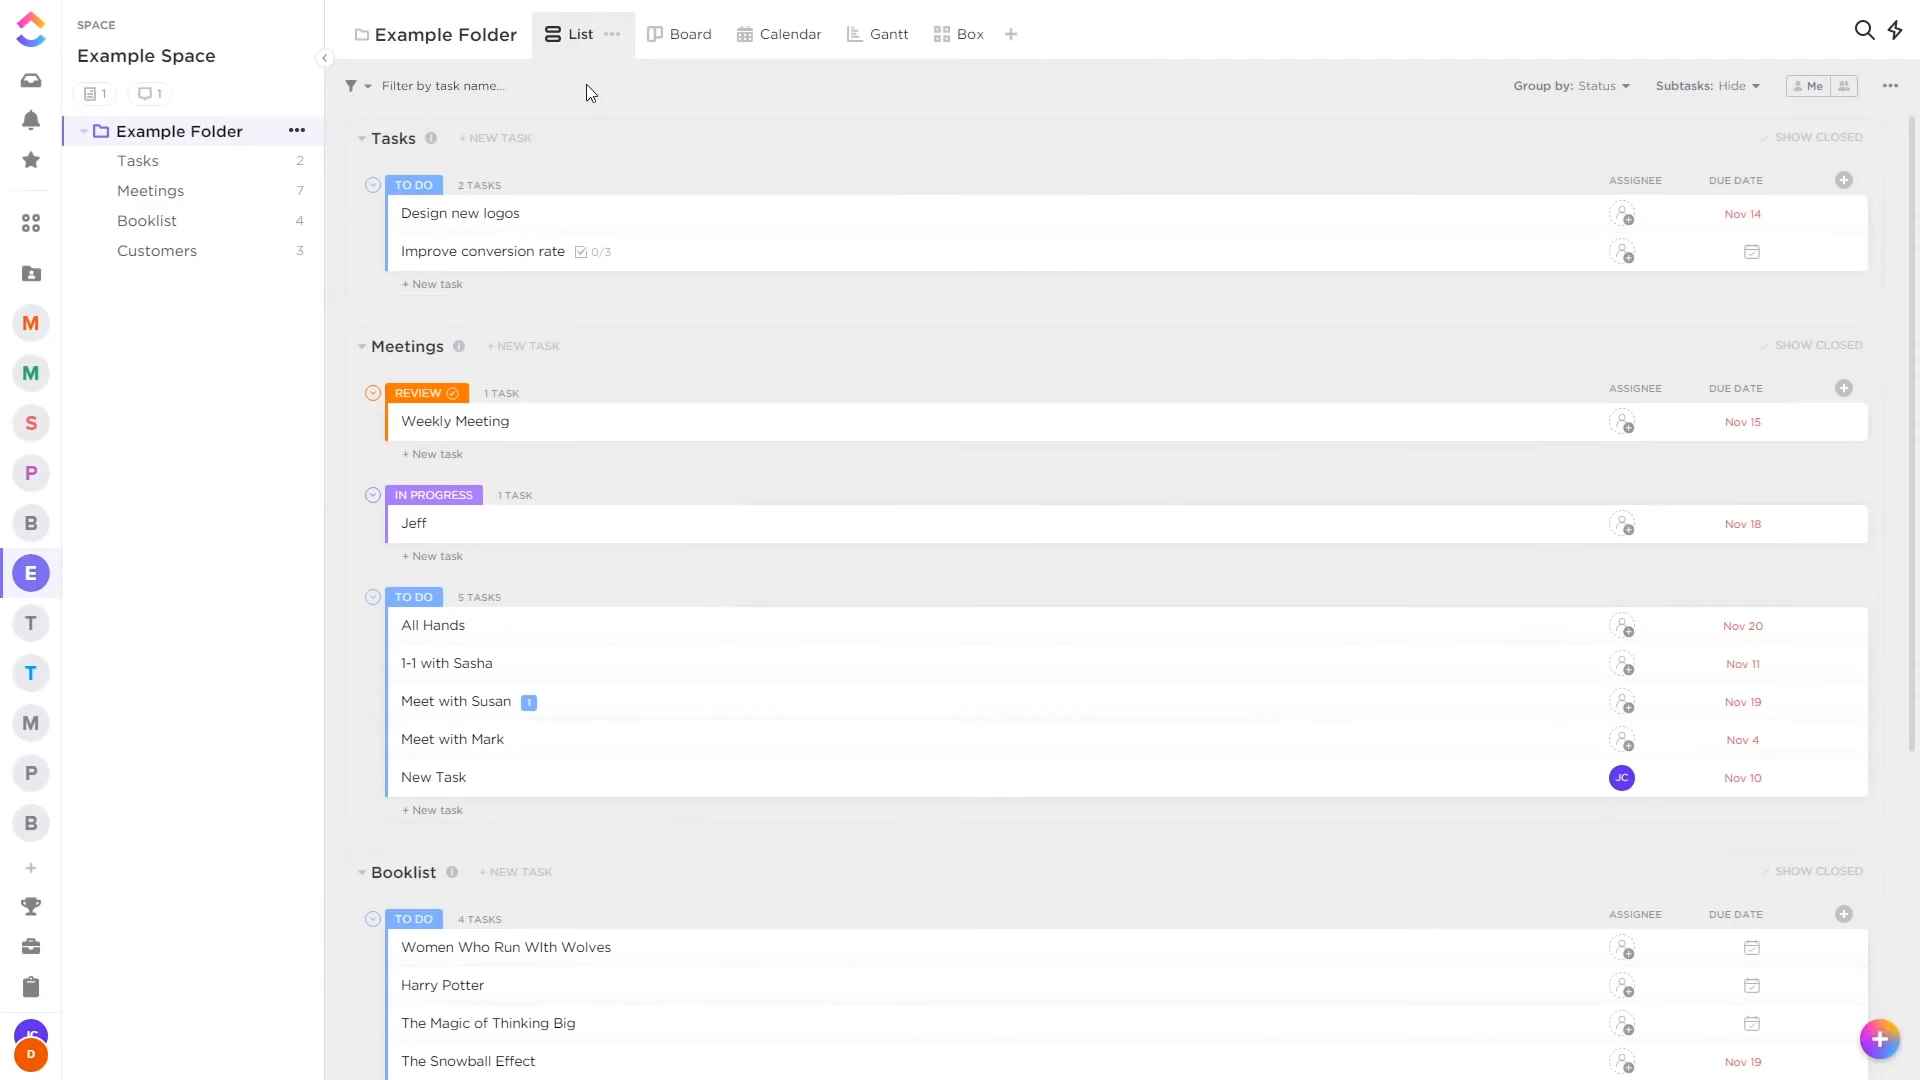 SPACE
Example Space
1
1
Example Folder
Tasks 2
Meetings 7
Booklist 4
Customers 3
M
M
S
P
B
E
T
T
M
P
B
JC
D
Example Folder
List
Board
Calendar
Gantt
Box
Filter by task name...
Group by: Status
Subtasks: Hide
Me
Tasks
+ NEW TASK
SHOW CLOSED
TO DO
2 TASKS
ASSIGNEE
DUE DATE
Design new logos
Nov 14
Improve conversion rate
0/3
+ New task
Meetings
+ NEW TASK
SHOW CLOSED
REVIEW
1 TASK
ASSIGNEE
DUE DATE
Weekly Meeting
Nov 15
+ New task
IN PROGRESS
1 TASK
Jeff
Nov 18
+ New task
TO DO
5 TASKS
All Hands
Nov 20
1-1 with Sasha
Nov 11
Meet with Susan
1
Nov 19
Meet with Mark
Nov 4
New Task
JC
Nov 10
+ New task
Booklist
+ NEW TASK
SHOW CLOSED
TO DO
4 TASKS
ASSIGNEE
DUE DATE
Women Who Run WIth Wolves
Harry Potter
The Magic of Thinking Big
The Snowball Effect
Nov 19